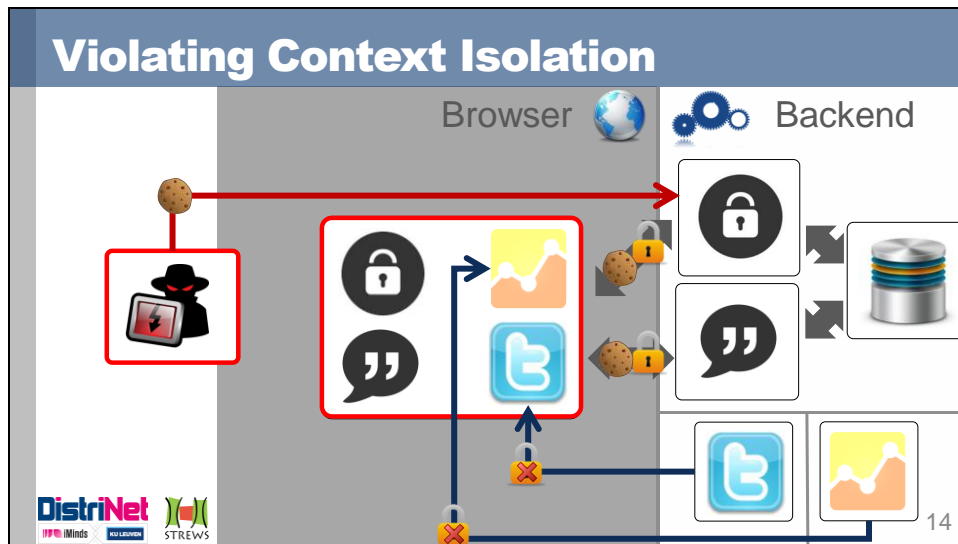 Violating Context Isolation
Browser
Backend
DistriNet
iMinds
KU LEUVEN
STREWS
14